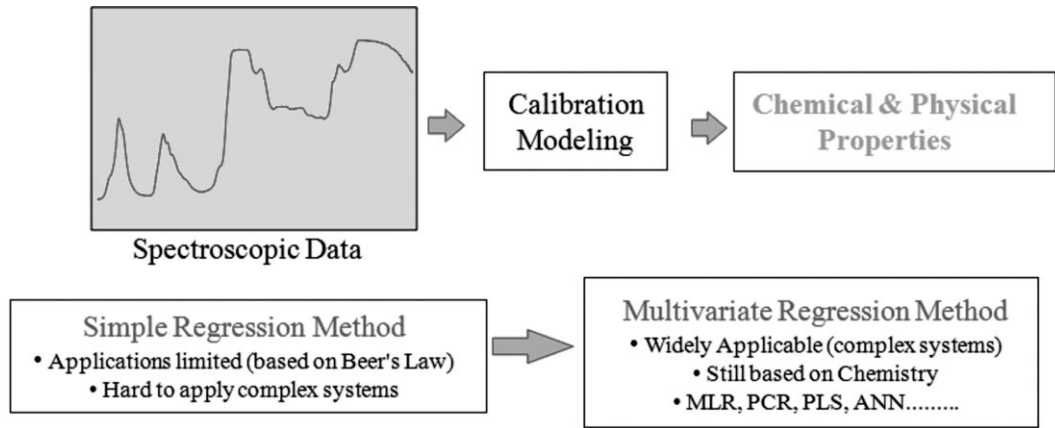 Calibration
Modeling
Chemical & Physical
Properties
Spectroscopic Data
Simple Regression Method
• Applications limited (based on Beer's Law)
• Hard to apply complex systems
Multivariate Regression Method
• Widely Applicable (complex systems)
• Still based on Chemistry
• MLR, PCR, PLS, ANN.........